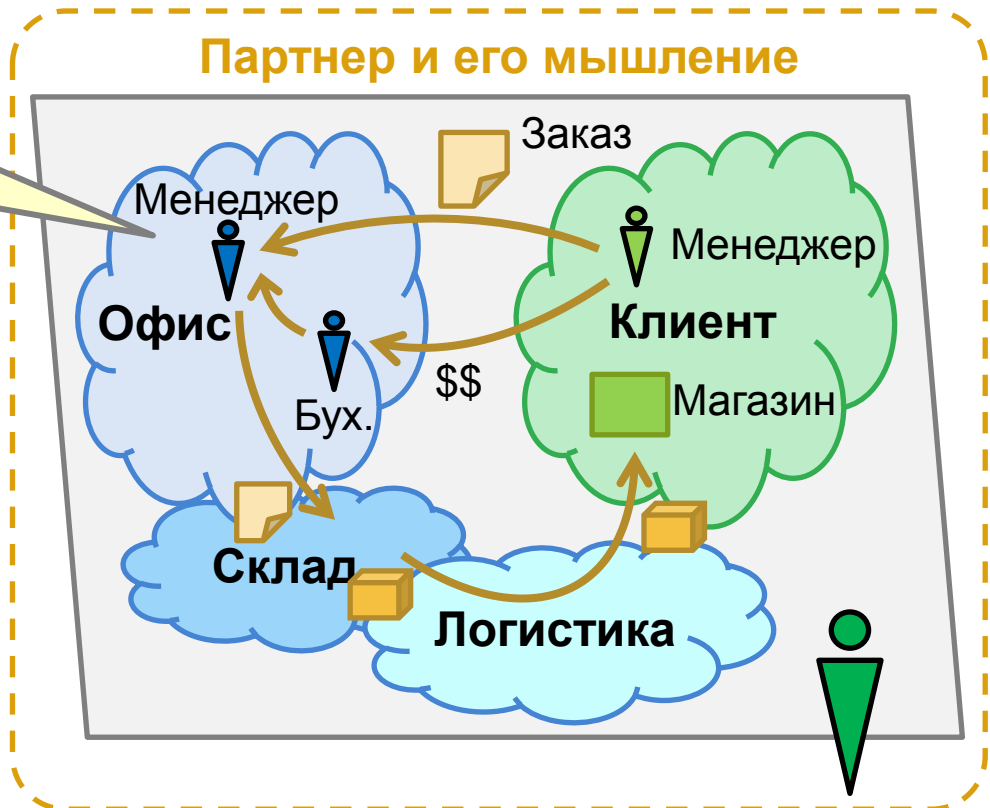 Партнер и его мышление
Заказ
Менеджер
Менеджер
Офис
Клиент
$$
Бух.
Магазин
Склад
Логистика